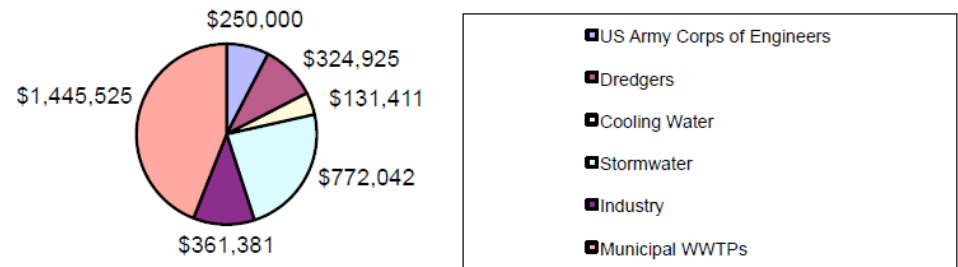 $250,000
$324,925
$131,411
$772,042
$361,381
$1,445,525
US Army Corps of Engineers
Dredgers
Cooling Water
Stormwater
Industry
Municipal WWTPs